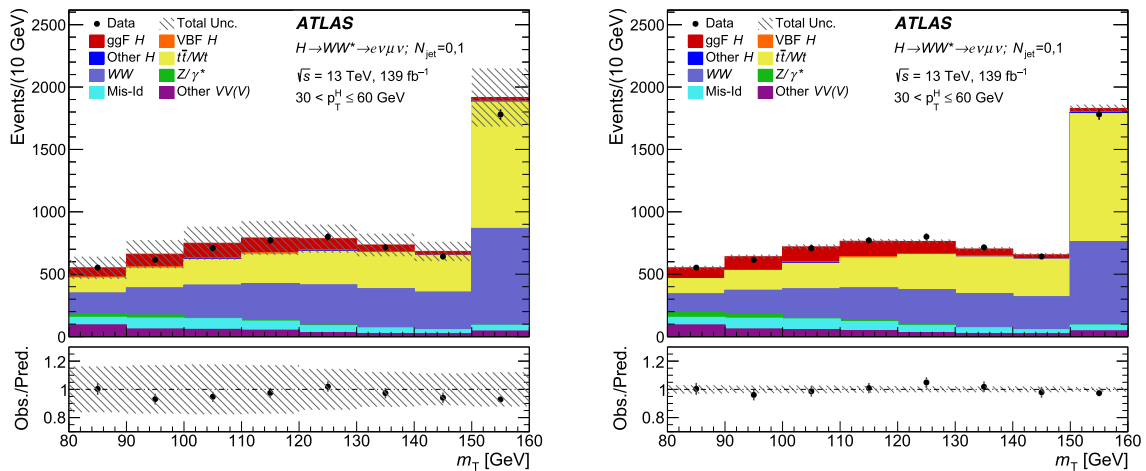 Events/(10 GeV)
2500
2000
1500
1000
500
0
Data
Total Unc.
ggF H
VBF H
Other H
tt̅/Wt
WW
Z/γ*
Mis-Id
Other VV(V)
ATLAS
H→WW*→eνμν; Njet=0,1
√s = 13 TeV, 139 fb⁻¹
30 < pTH ≤ 60 GeV
Obs./Pred.
1.2
1
0.8
80 90 100 110 120 130 140 150 160
mT [GeV]
Events/(10 GeV)
2500
2000
1500
1000
500
0
Data
Total Unc.
ggF H
VBF H
Other H
tt̅/Wt
WW
Z/γ*
Mis-Id
Other VV(V)
ATLAS
H→WW*→eνμν; Njet=0,1
√s = 13 TeV, 139 fb⁻¹
30 < pTH ≤ 60 GeV
Obs./Pred.
1.2
1
0.8
80 90 100 110 120 130 140 150 160
mT [GeV]